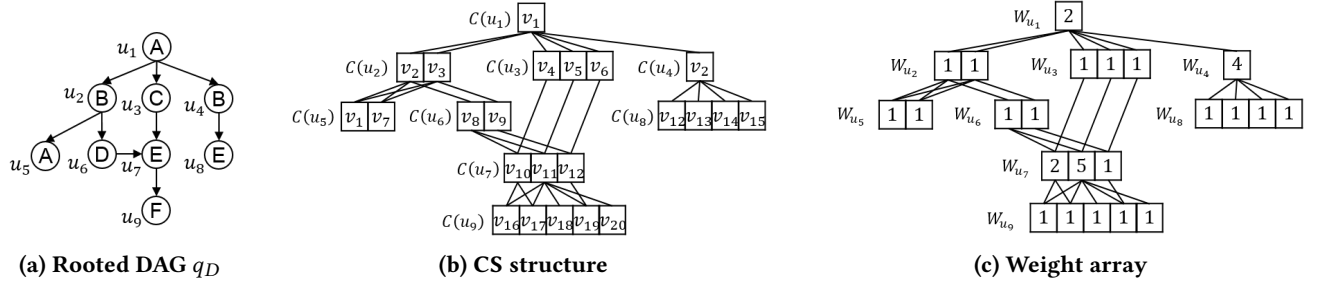 u1 A
u2 B u3 C u4 B
u5 A u6 D u7 E u8 E
u9 F
(a) Rooted DAG qD
C(u1) v1
C(u2) v2 v3 C(u3) v4 v5 v6 C(u4) v2
C(u5) v1 v7 C(u6) v8 v9 C(u8) v12 v13 v14 v15
C(u7) v10 v11 v12
C(u9) v16 v17 v18 v19 v20
(b) CS structure
Wu1 2
Wu2 1 1 Wu3 1 1 1 Wu4 4
Wu5 1 1 Wu6 1 1 Wu8 1 1 1 1
Wu7 2 5 1
Wu9 1 1 1 1 1
(c) Weight array